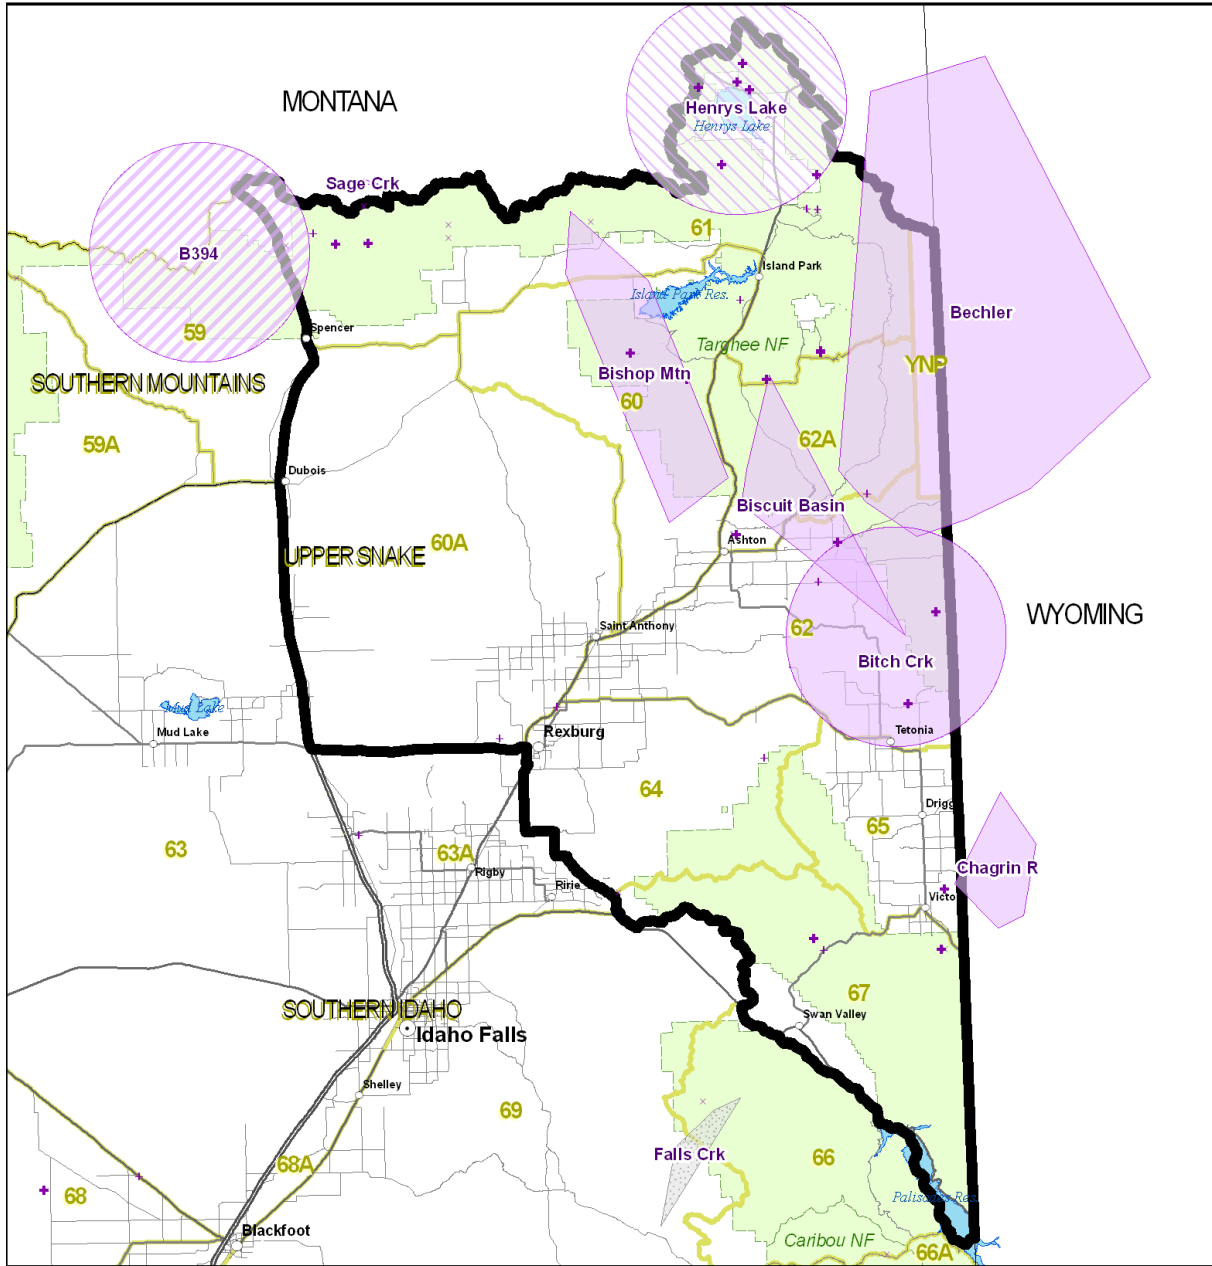 MONTANA
Henrys Lake
Henrys Lake
Sage Crk
B394
61
Island Park
Island Park Res.
Bechler
59
Spencer
Targhee NF
YNP
SOUTHERN MOUNTAINS
Bishop Mtn
60
59A
62A
Dubois
Biscuit Basin
60A
Ashton
UPPER SNAKE
WYOMING
Saint Anthony
62
Bitch Crk
Mud Lake
Mud Lake
Rexburg
Tetonia
64
Drigg
65
63
63A
Rigby
Chagrin R
Ririe
Victo
67
SOUTHERN IDAHO
Swan Valley
Idaho Falls
Shelley
69
Falls Crk
66
68A
68
Palisades Res.
Blackfoot
Caribou NF
66A